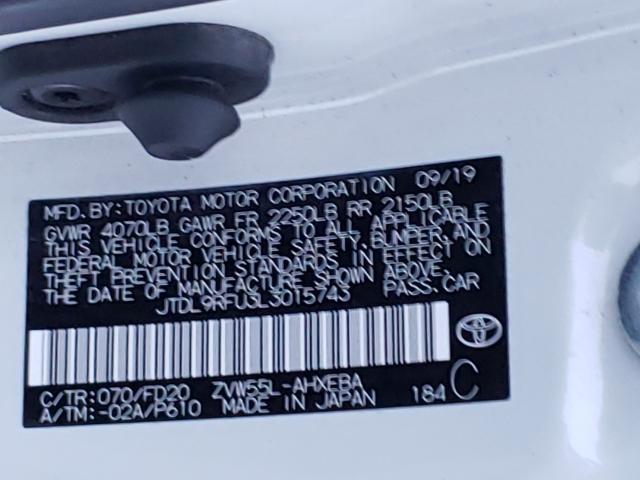 MFD. BY: TOYOTA MOTOR CORPORATION 09/19
GVWR 4070LB GAWR FR 2250LB RR 2150LB
THIS VEHICLE CONFORMS TO ALL APPLICABLE
FEDERAL MOTOR VEHICLE SAFETY, BUMPER, AND
THEFT PREVENTION STANDARDS IN EFFECT ON
THE DATE OF MANUFACTURE SHOWN ABOVE.
JTDL9RFU3L3015743 PASS.CAR
C/TR: 070/FD20 ZVW55L-AHXEBA
A/TM: -02A/P610 MADE IN JAPAN 184 C